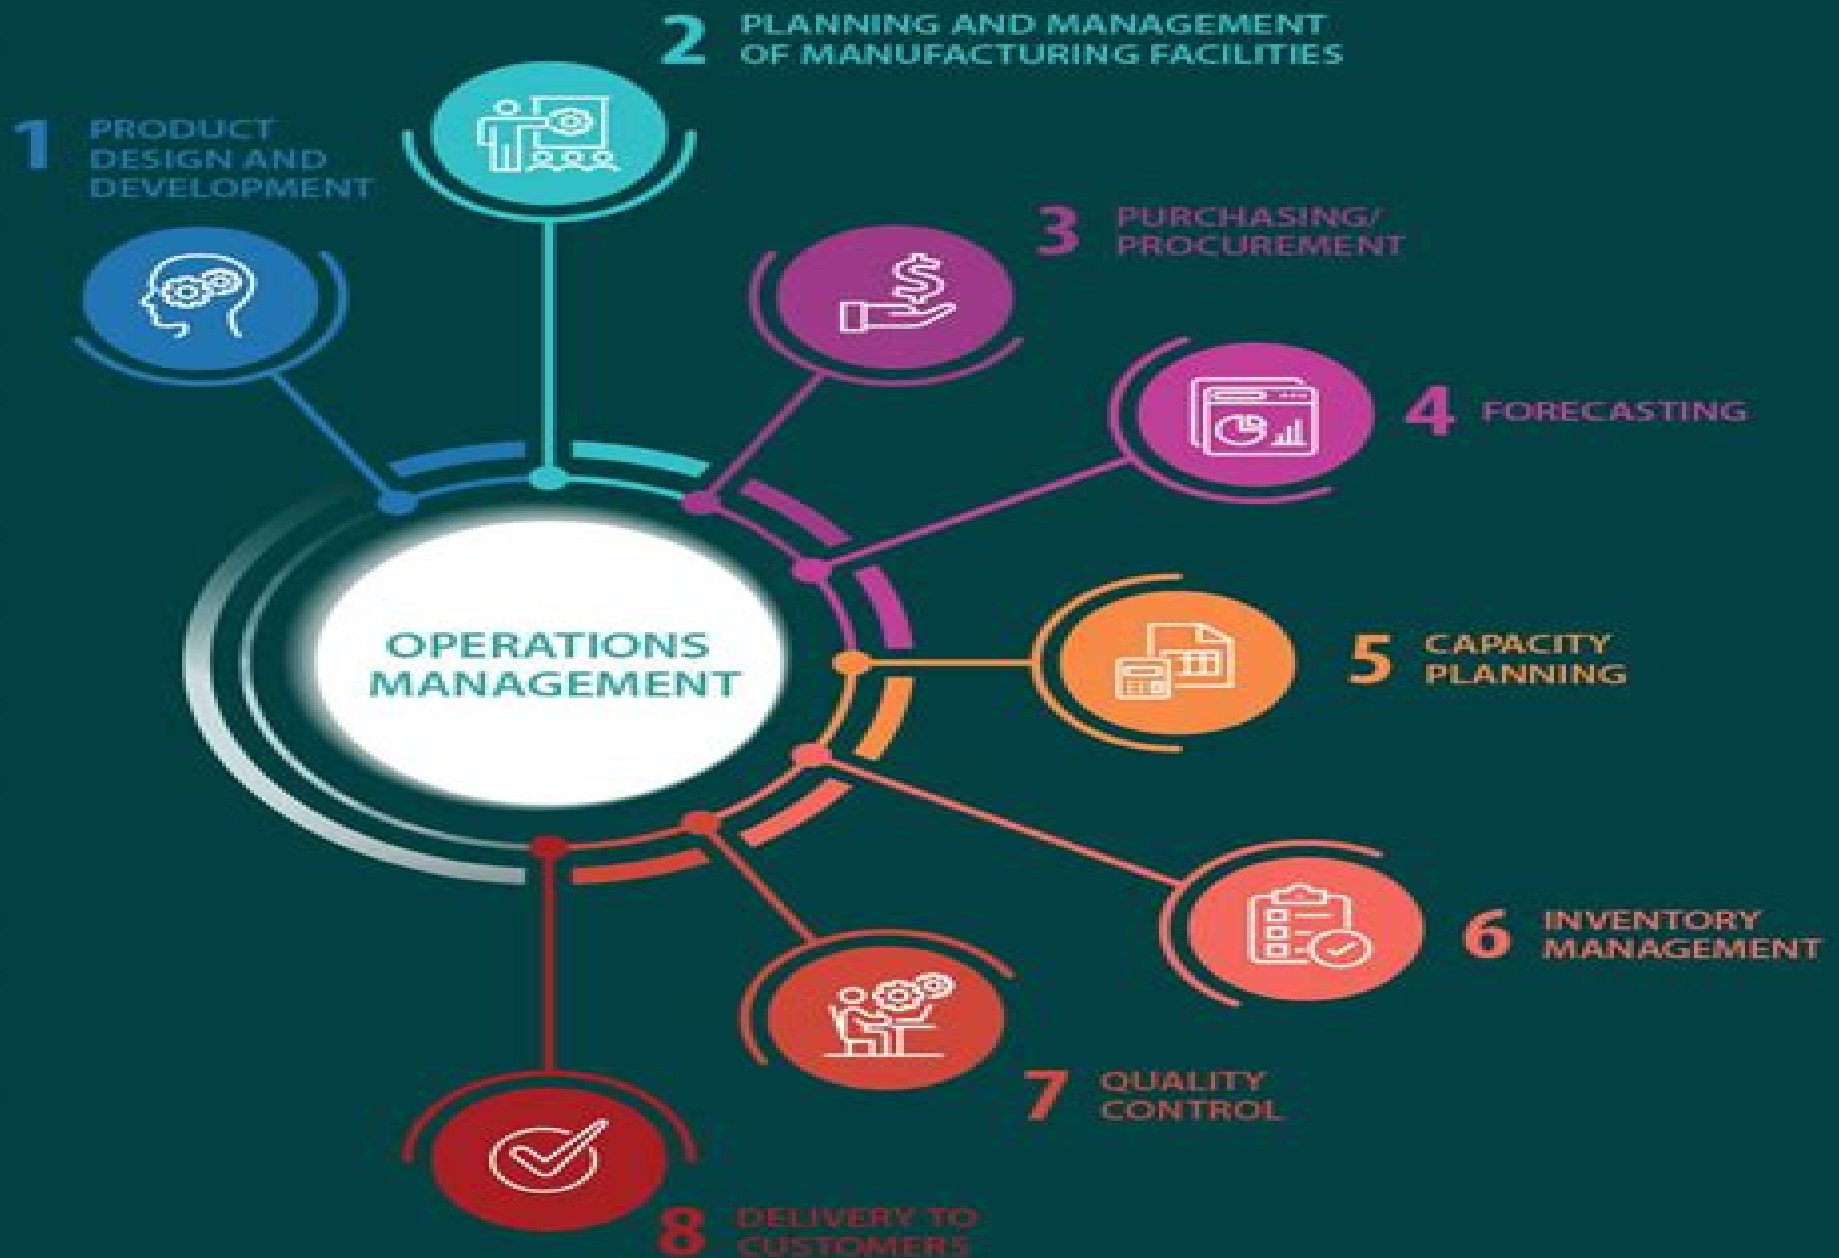 2 PLANNING AND MANAGEMENT
OF MANUFACTURING FACILITIES
1 PRODUCT
DESIGN AND
DEVELOPMENT
3 PURCHASING/
PROCUREMENT
4 FORECASTING
OPERATIONS
MANAGEMENT
5 CAPACITY
PLANNING
6 INVENTORY
MANAGEMENT
7 QUALITY
CONTROL
8 DELIVERY TO
CUSTOMERS